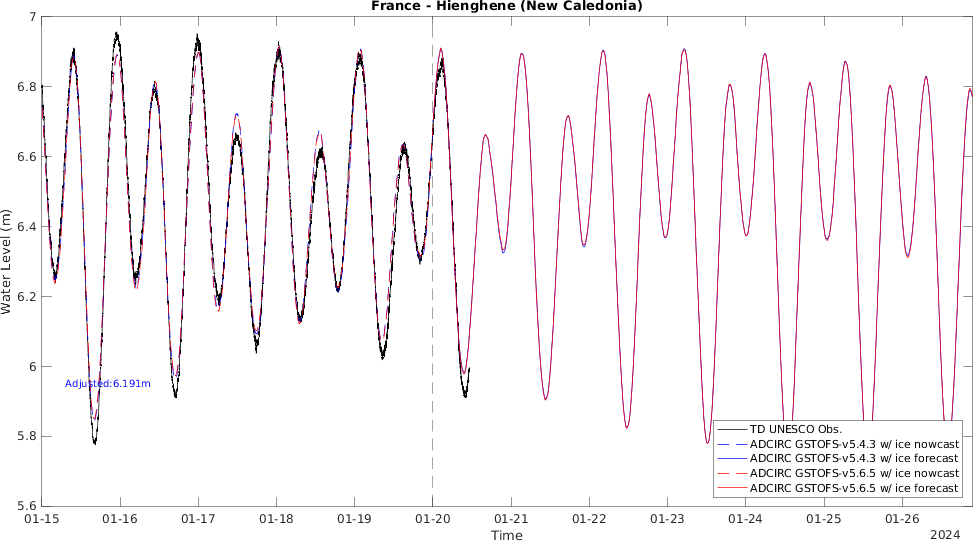 France - Hienghene (New Caledonia)
7
6.8
6.6
6.4
6.2
6
5.8
5.6
Water Level (m)
Adjusted:6.191m
TD UNESCO Obs.
ADCIRC GSTOFS-v5.4.3 w/ ice nowcast
ADCIRC GSTOFS-v5.4.3 w/ ice forecast
ADCIRC GSTOFS-v5.6.5 w/ ice nowcast
ADCIRC GSTOFS-v5.6.5 w/ ice forecast
01-15 01-16 01-17 01-18 01-19 01-20 01-21 01-22 01-23 01-24 01-25 01-26
Time
2024